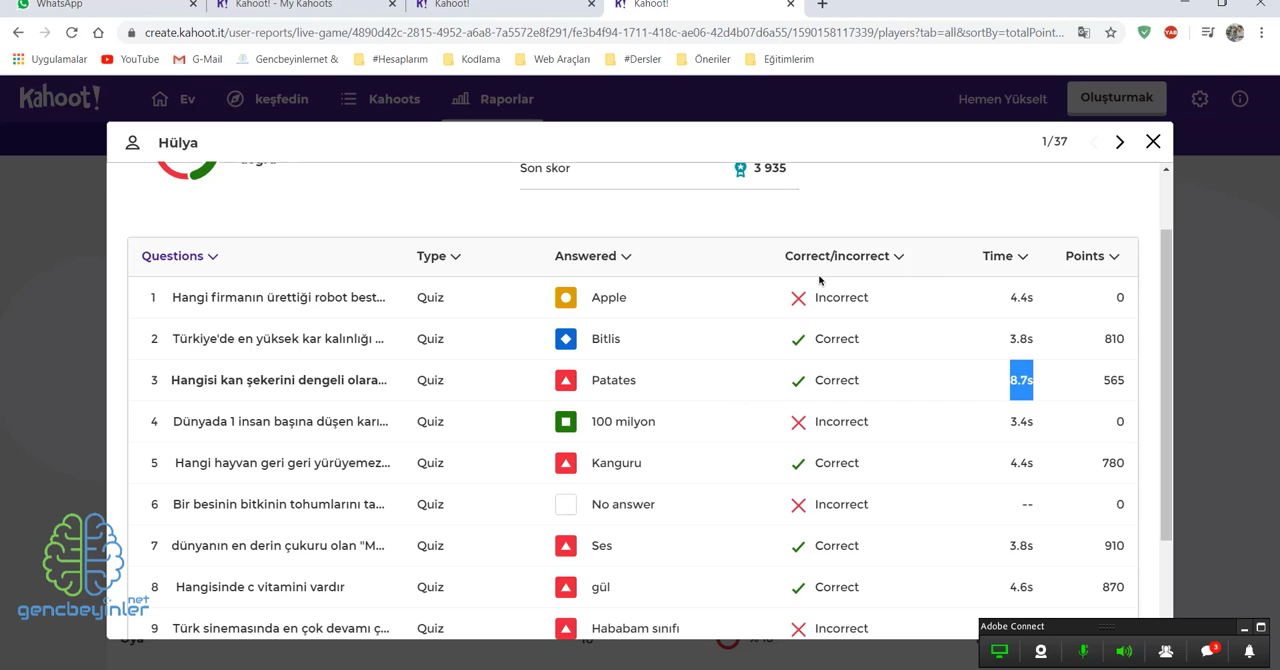 WhatsApp
Kahoot! - My Kahoots
Kahoot!
Kahoot!
create.kahoot.it/user-reports/live-game/4890d42c-2815-4952-a6a8-7a5572e8f291/fe3b4f94-1711-418c-ae06-42d4b07d6a55/1590158117339/players?tab=all&sortBy=totalPoint...
Uygulamalar YouTube G-Mail Gencbeyinlernet & #Hesaplarım Kodlama Web Araçları #Dersler Öneriler Eğitimlerim
Kahoot! Ev keşfedin Kahoots Raporlar Hemen Yükselt Oluşturmak
Hülya 1/37
Son skor 3 935
Questions Type Answered Correct/incorrect Time Points
1 Hangi firmanın ürettiği robot best... Quiz Apple Incorrect 4.4s 0
2 Türkiye'de en yüksek kar kalınlığı ... Quiz Bitlis Correct 3.8s 810
3 Hangisi kan şekerini dengeli olara... Quiz Patates Correct 8.7s 565
4 Dünyada 1 insan başına düşen karı... Quiz 100 milyon Incorrect 3.4s 0
5 Hangi hayvan geri geri yürüyemez... Quiz Kanguru Correct 4.4s 780
6 Bir besinin bitkinin tohumlarını ta... Quiz No answer Incorrect -- 0
7 dünyanın en derin çukuru olan "M... Quiz Ses Correct 3.8s 910
8 Hangisinde c vitamini vardır Quiz gül Correct 4.6s 870
9 Türk sinemasında en çok devamı ç... Quiz Hababam sınıfı Incorrect
gencbeyinler.net
Adobe Connect
3